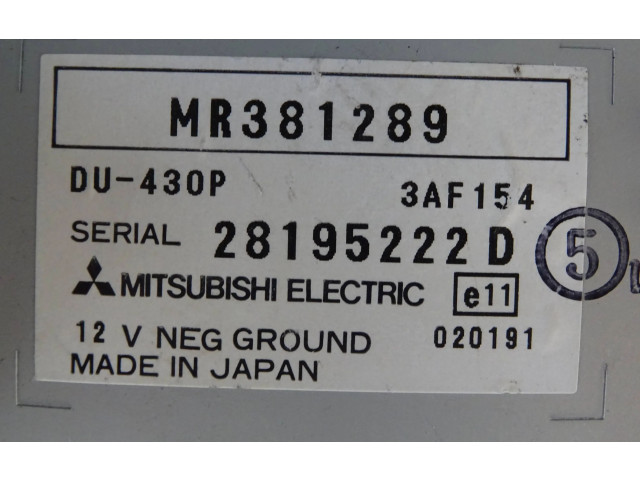 MR381289
DU-430P 3AF154
SERIAL 28195222D
5
MITSUBISHI ELECTRIC e11
12 V NEG GROUND 020191
MADE IN JAPAN